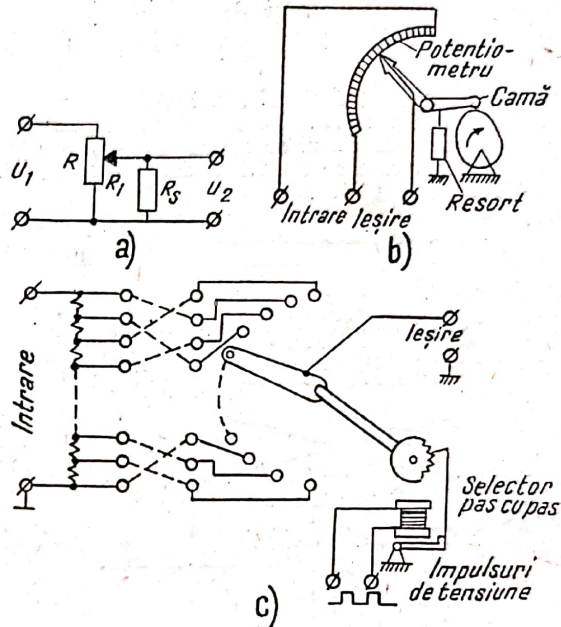 U₁
R
R₁
Rₛ
U₂
a)
Potentio-
metru
Camă
Resort
Intrare
Ieșire
b)
Intrare
Ieșire
Selector
pas cu pas
Impulsuri
de tensiune
c)